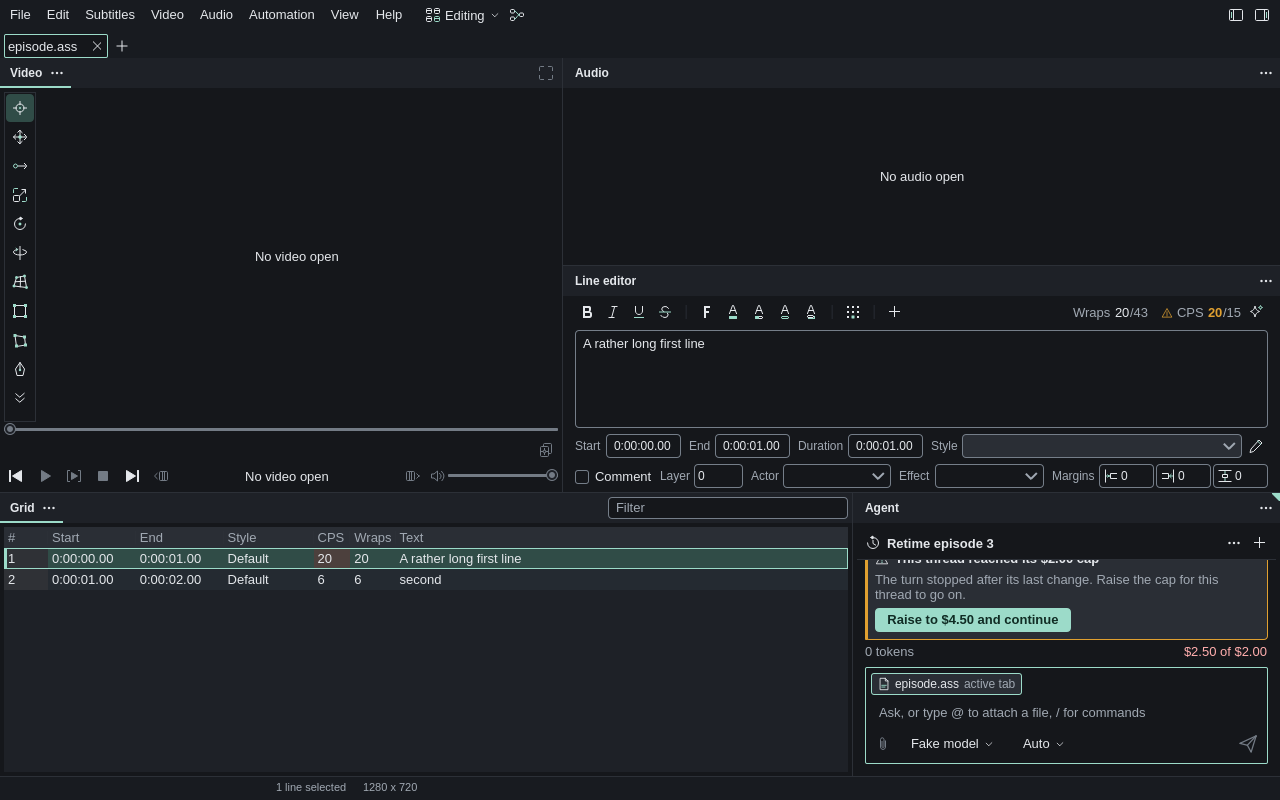 File Edit Subtitles Video Audio Automation View Help Editing
episode.ass
Video
Audio
No video open
No audio open
Line editor
Wraps 20/43 CPS 20/15
A rather long first line
Start 0:00:00.00 End 0:00:01.00 Duration 0:00:01.00 Style
No video open
Comment Layer 0 Actor Effect Margins 0 0 0
Grid
Filter
# Start End Style CPS Wraps Text
1 0:00:00.00 0:00:01.00 Default 20 20 A rather long first line
2 0:00:01.00 0:00:02.00 Default 6 6 second
Agent
Retime episode 3
This thread reached its $2.00 cap
The turn stopped after its last change. Raise the cap for this
thread to go on.
Raise to $4.50 and continue
0 tokens $2.50 of $2.00
episode.ass active tab
Ask, or type @ to attach a file, / for commands
Fake model Auto
1 line selected 1280 x 720